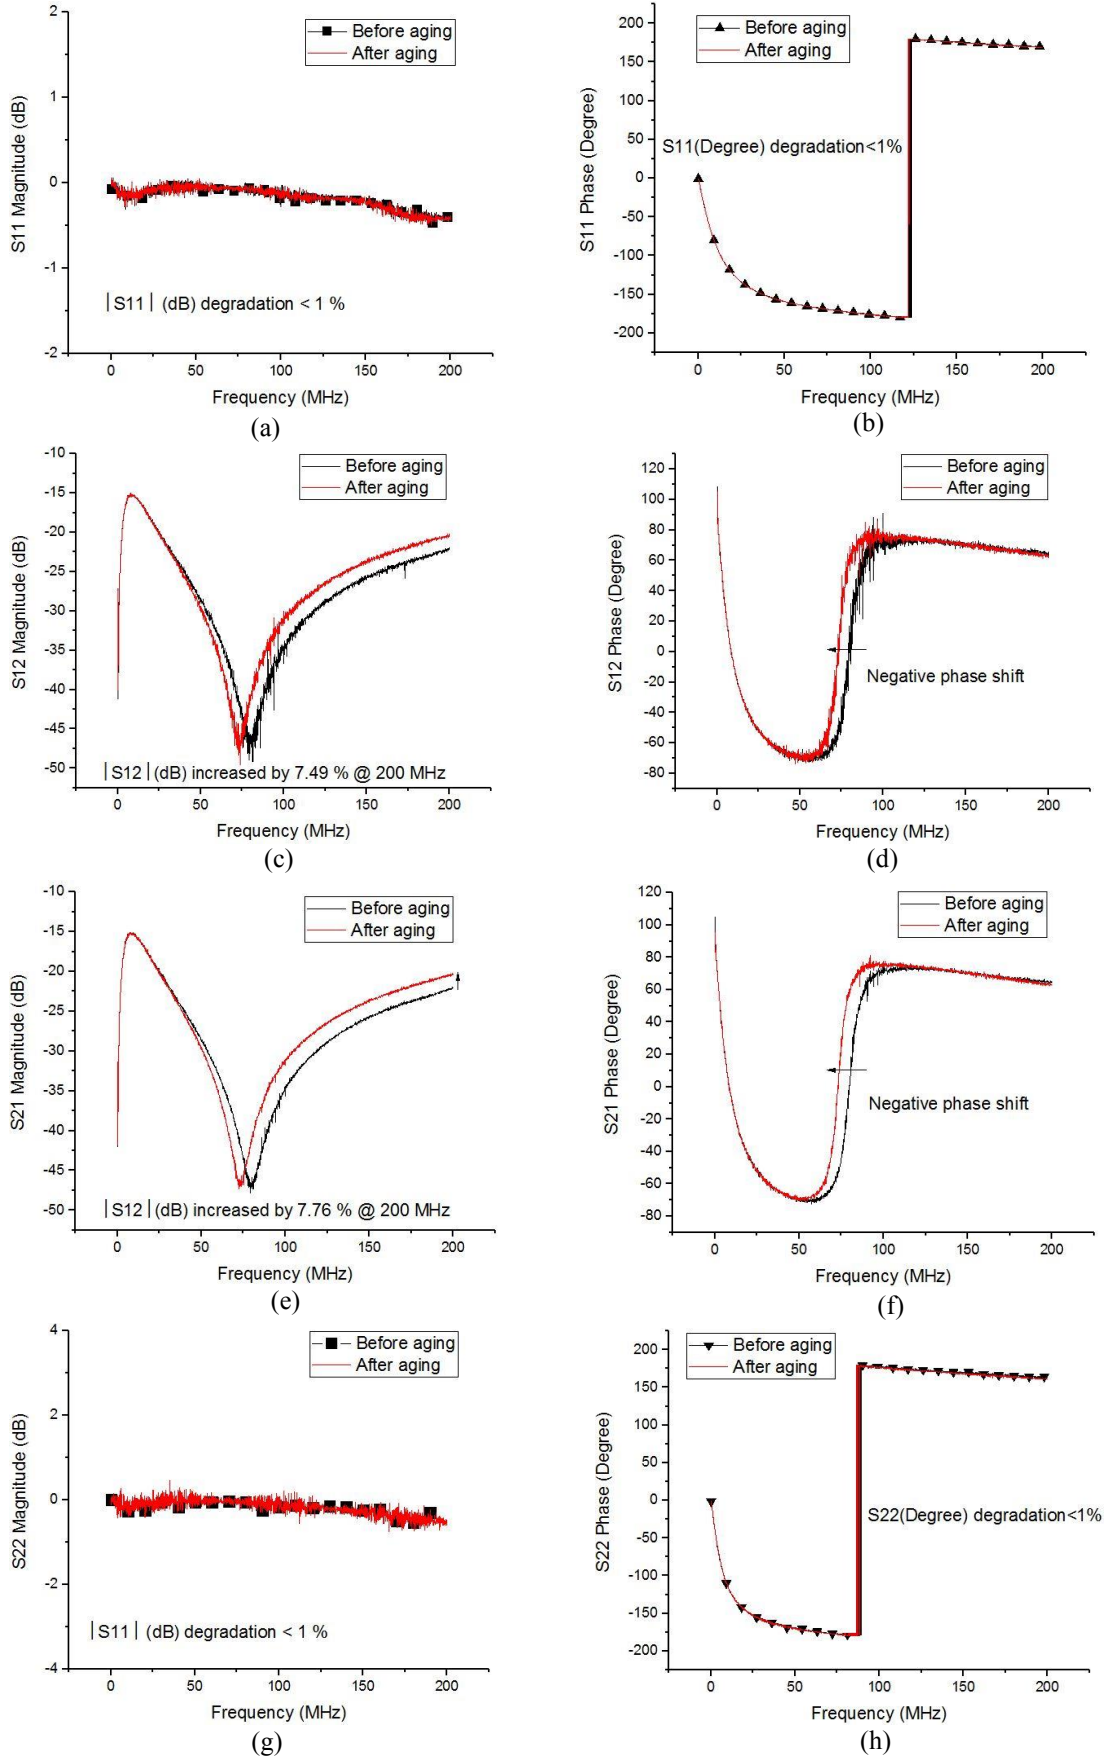 2
1
0
-1
-2
S11 Magnitude (dB)
Before aging
After aging
|S11| (dB) degradation < 1 %
0 50 100 150 200
Frequency (MHz)
(a)
200
150
100
50
0
-50
-100
-150
-200
S11 Phase (Degree)
Before aging
After aging
S11(Degree) degradation<1%
0 50 100 150 200
Frequency (MHz)
(b)
-10
-15
-20
-25
-30
-35
-40
-45
-50
S12 Magnitude (dB)
Before aging
After aging
|S12|(dB) increased by 7.49 % @ 200 MHz
0 50 100 150 200
Frequency (MHz)
(c)
120
100
80
60
40
20
0
-20
-40
-60
-80
S12 Phase (Degree)
Before aging
After aging
Negative phase shift
0 50 100 150 200
Frequency (MHz)
(d)
-10
-15
-20
-25
-30
-35
-40
-45
-50
S21 Magnitude (dB)
Before aging
After aging
|S12|(dB) increased by 7.76 % @ 200 MHz
0 50 100 150 200
Frequency (MHz)
(e)
120
100
80
60
40
20
0
-20
-40
-60
-80
S21 Phase (Degree)
Before aging
After aging
Negative phase shift
0 50 100 150 200
Frequency (MHz)
(f)
4
2
0
-2
-4
S22 Magnitude (dB)
Before aging
After aging
|S11| (dB) degradation < 1 %
0 50 100 150 200
Frequency (MHz)
(g)
200
150
100
50
0
-50
-100
-150
-200
S22 Phase (Degree)
Before aging
After aging
S22(Degree) degradation<1%
0 50 100 150 200
Frequency (MHz)
(h)